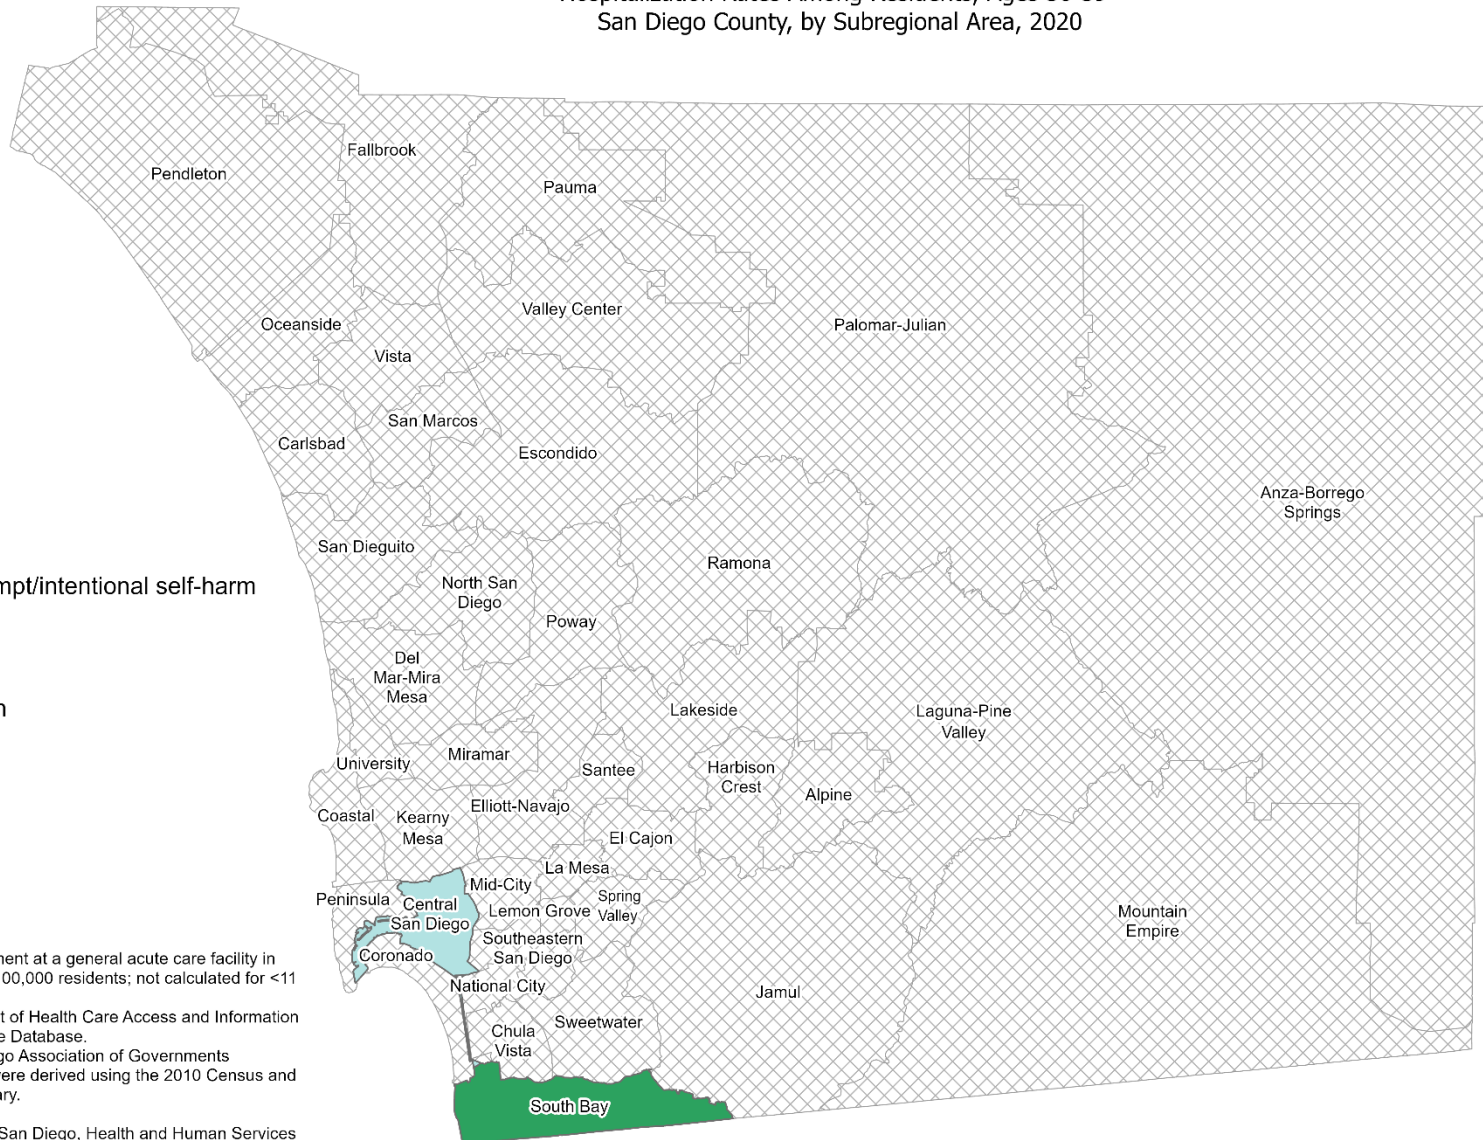 San Diego County, by Subregional Area, 2020
Fallbrook
Pendleton
Pauma
Valley Center
Oceanside
Palomar-Julian
Vista
San Marcos
Carlsbad
Escondido
Anza-Borrego
Springs
San Dieguito
Ramona
North San
Diego
mpt/intentional self-harm
Poway
Del
Mar-Mira
Mesa
n
Lakeside
Laguna-Pine
Valley
Miramar
University
Santee
Harbison
Crest
Alpine
Elliott-Navajo
Coastal
Kearny
Mesa
El Cajon
La Mesa
Mid-City
Peninsula
Central
San Diego
Spring
Valley
Lemon Grove
Mountain
Empire
Southeastern
San Diego
Coronado
National City
Jamul
Sweetwater
Chula
Vista
South Bay
ment at a general acute care facility in
00,000 residents; not calculated for <11
t of Health Care Access and Information
e Database.
go Association of Governments
were derived using the 2010 Census and
ary.
San Diego, Health and Human Services